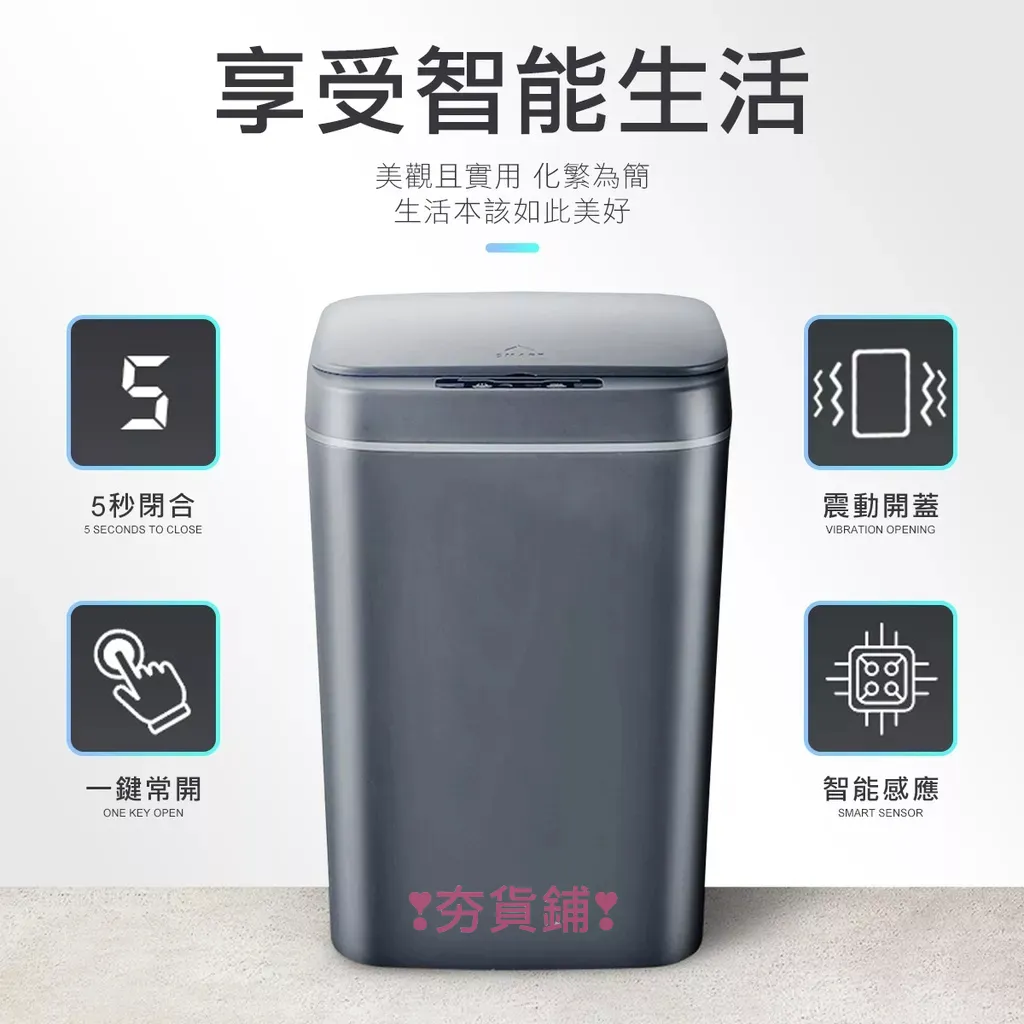 享受智能生活
美觀且實用 化繁為簡
生活本該如此美好
SMART
5
5秒閉合
5 SECONDS TO CLOSE
震動開蓋
VIBRATION OPENING
一鍵常開
ONE KEY OPEN
智能感應
SMART SENSOR
❣夯貨鋪❣